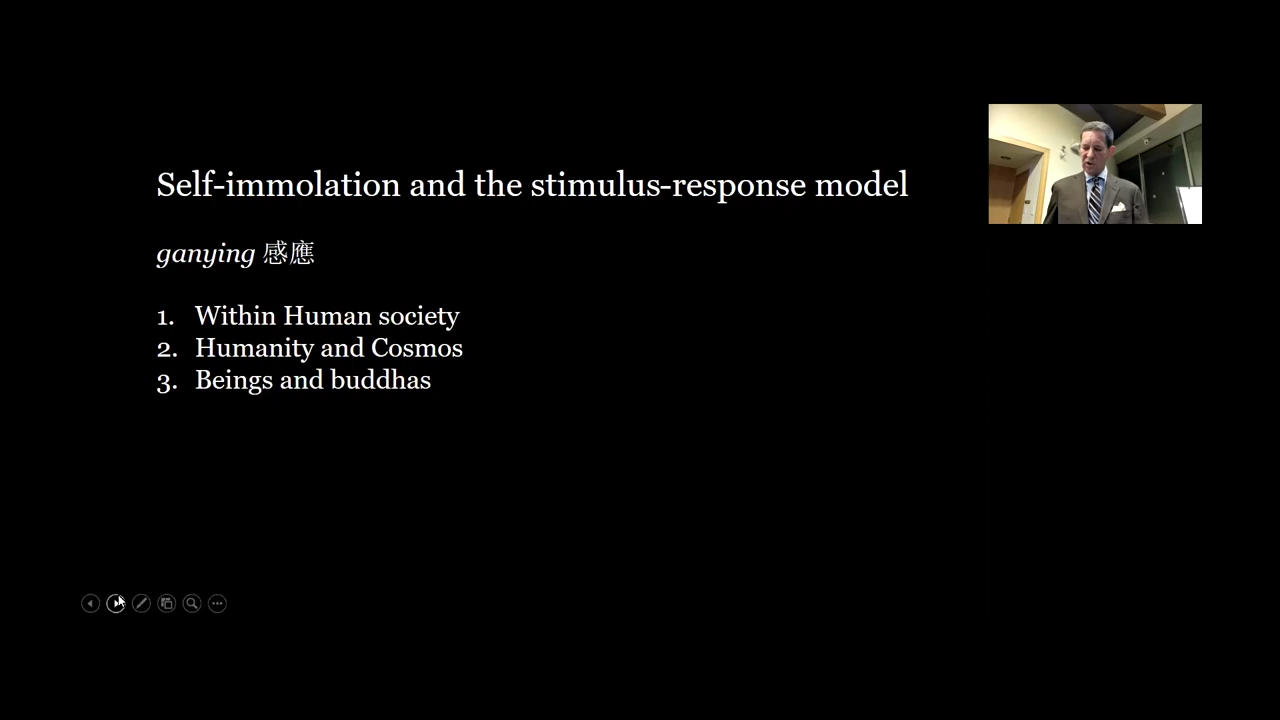 Self-immolation and the stimulus-response model
ganying 感應
1. Within Human society
2. Humanity and Cosmos
3. Beings and buddhas